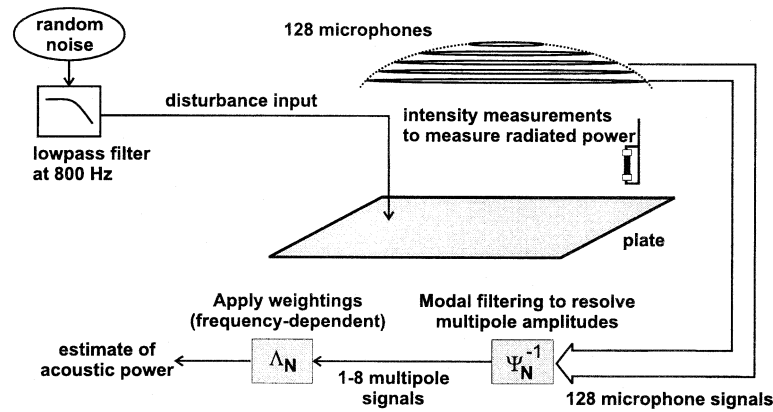 random
noise
128 microphones
disturbance input
intensity measurements
to measure radiated power
lowpass filter
at 800 Hz
plate
Apply weightings
(frequency-dependent)
Modal filtering to resolve
multipole amplitudes
estimate of
acoustic power
Λ_N
Ψ_N^-1
1-8 multipole
signals
128 microphone signals